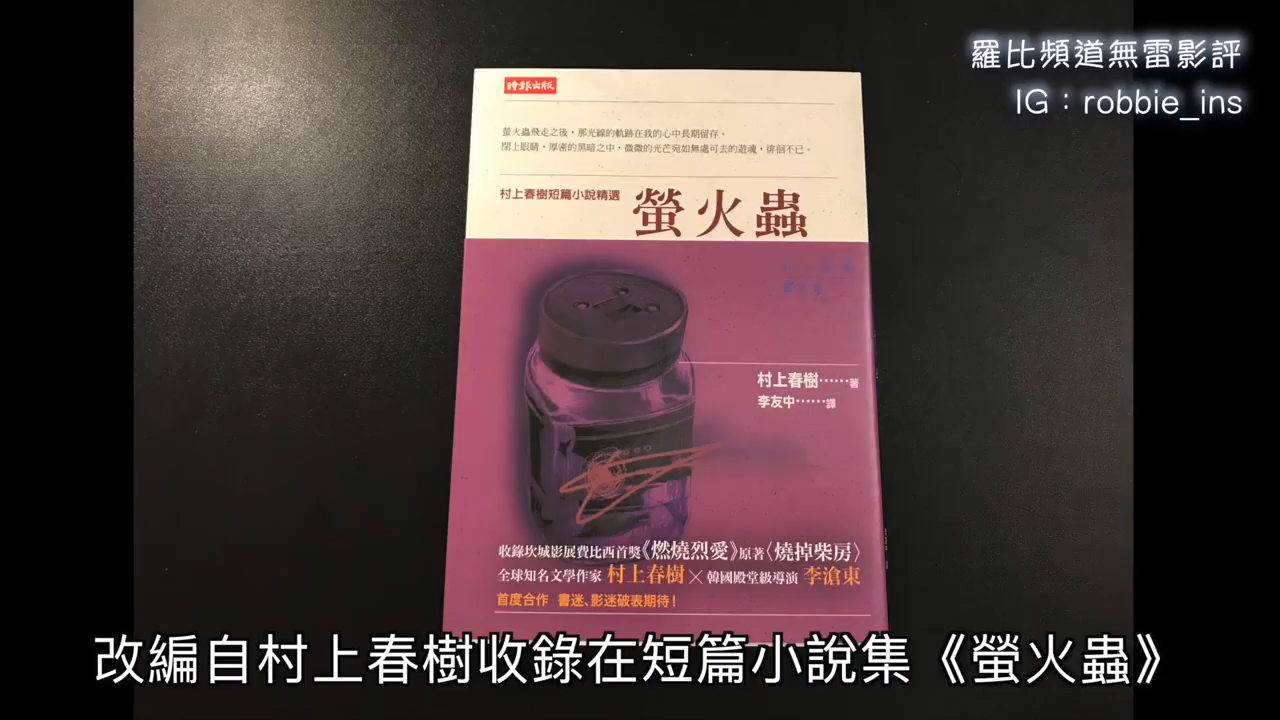 羅比頻道無雷影評
IG：robbie_ins
時報出版
螢火蟲飛走之後，那光線的軌跡在我的心中長期留存。
閉上眼睛，厚密的黑暗之中，微微的光芒宛如無處可去的遊魂，徘徊不已。
村上春樹短篇小說精選
螢火蟲
村上春樹⋯⋯著
李友中⋯⋯譯
收錄坎城影展費比西首獎《燃燒烈愛》原著〈燒掉柴房〉
全球知名文學作家 村上春樹×韓國殿堂級導演 李滄東
首度合作 書迷、影迷破表期待！
改編自村上春樹收錄在短篇小說集《螢火蟲》